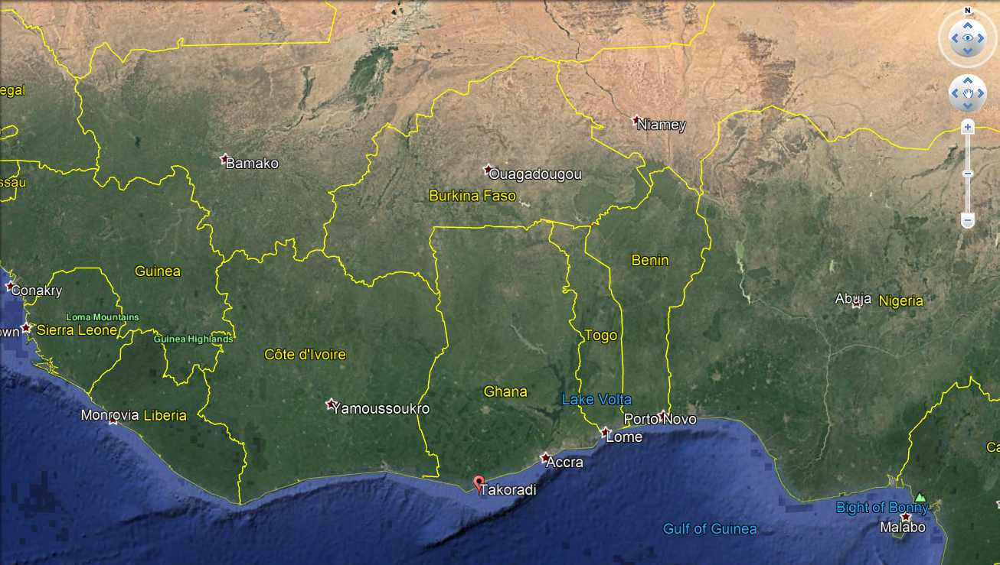 N
egal
Niamey
Bamako
Ouagadougou
ssau
Burkina Faso
Guinea
Benin
Conakry
Abuja
Nigeria
Loma Mountains
own
Sierra Leone
Guinea Highlands
Togo
Côte d'Ivoire
Ghana
Lake Volta
Yamoussoukro
Monrovia
Liberia
Porto Novo
Lome
Ca
Accra
Takoradi
Bight of Bonny
Gulf of Guinea
Malabo